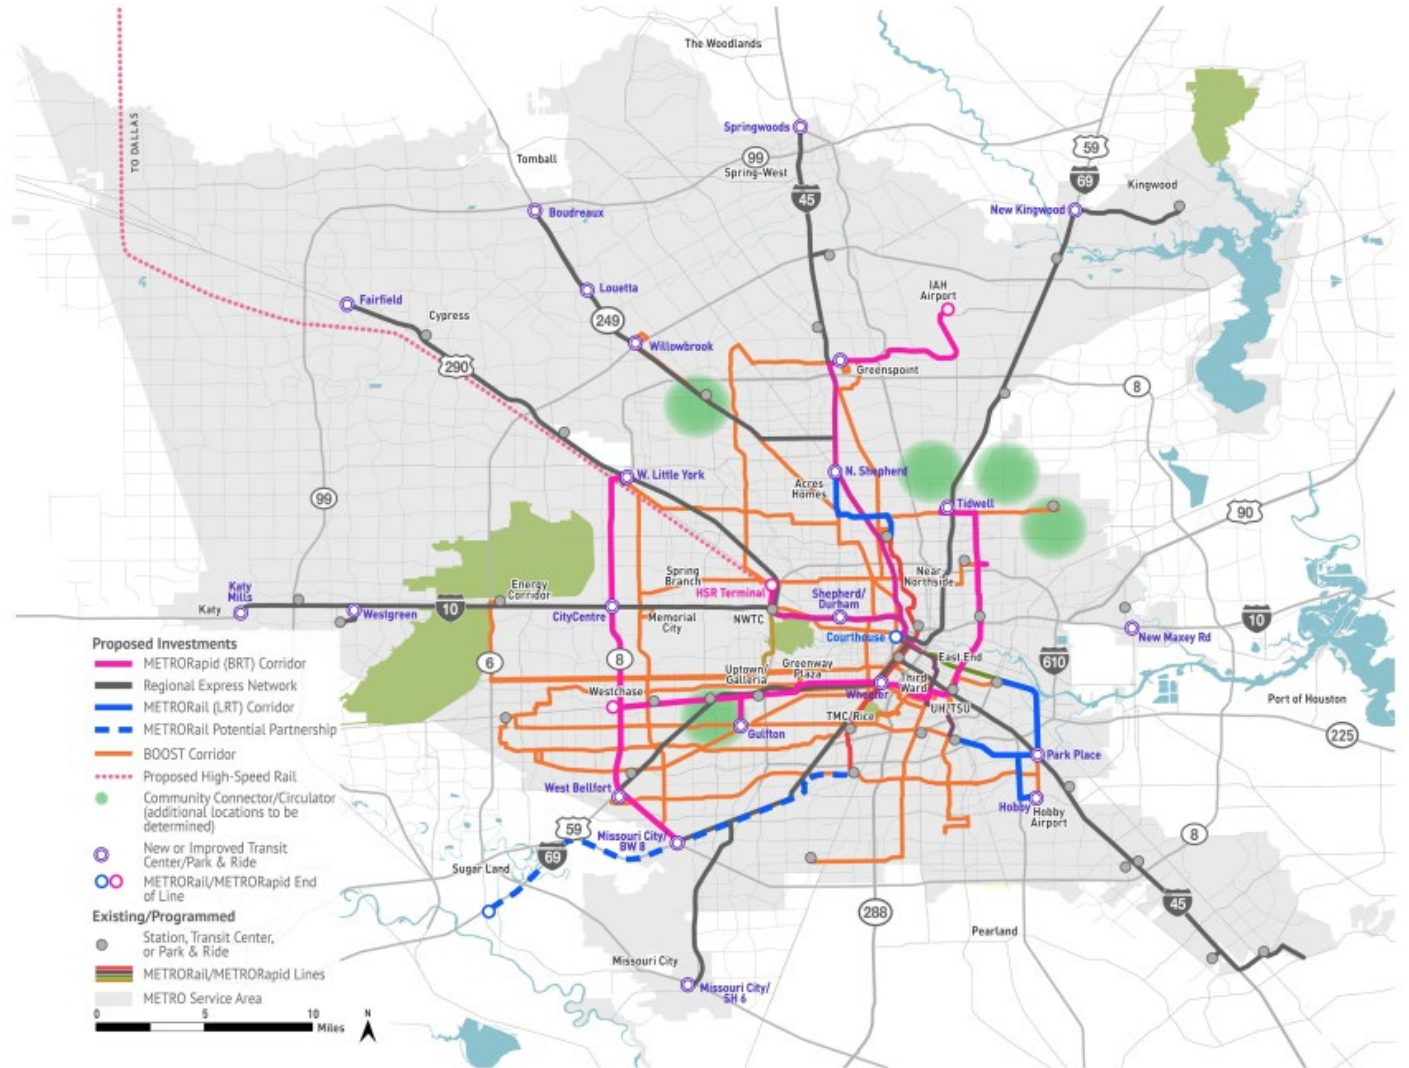 The Woodlands
TO DALLAS
Springwoods
59
99
Spring-West
Tomball
69
Kingwood
45
New Kingwood
Boudreaux
Louetta
IAH
Airport
Fairfield
249
Cypress
Willowbrook
290
Greenspoint
8
W. Little York
N. Shepherd
Acres
Homes
99
Tidwell
90
Near
Northside
Spring
Branch
Energy
Corridor
HSR Terminal
Shepherd/
Durham
Katy
Mills
Katy
Westgreen
10
CityCentre
Memorial
City
NWTC
Courthouse
New Maxey Rd
10
610
East End
6
8
Uptown/
Galleria
Greenway
Plaza
Third
Ward
Wheeler
Westchase
UH/TSU
TMC/Rice
Port of Houston
225
Gulfton
Park Place
West Bellfort
Hobby
Hobby
Airport
59
69
Missouri City/
BW 8
8
Sugar Land
45
288
Pearland
Missouri City
Missouri City/
SH 6
Proposed Investments
METRORapid (BRT) Corridor
Regional Express Network
METRORail (LRT) Corridor
METRORail Potential Partnership
BOOST Corridor
Proposed High-Speed Rail
Community Connector/Circulator
(additional locations to be
determined)
New or Improved Transit
Center/Park & Ride
METRORail/METRORapid End
of Line
Existing/Programmed
Station, Transit Center,
or Park & Ride
METRORail/METRORapid Lines
METRO Service Area
0 5 10
Miles
N